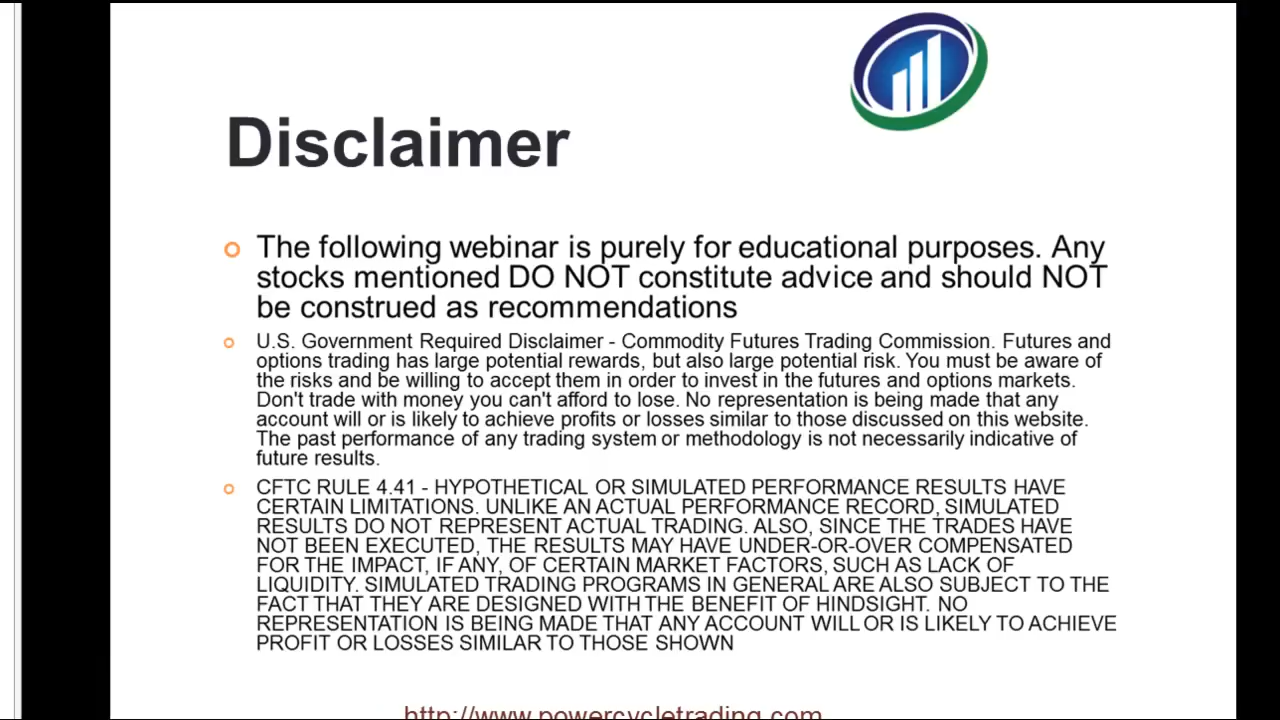 Disclaimer
The following webinar is purely for educational purposes. Any
stocks mentioned DO NOT constitute advice and should NOT
be construed as recommendations
U.S. Government Required Disclaimer - Commodity Futures Trading Commission. Futures and
options trading has large potential rewards, but also large potential risk. You must be aware of
the risks and be willing to accept them in order to invest in the futures and options markets.
Don't trade with money you can't afford to lose. No representation is being made that any
account will or is likely to achieve profits or losses similar to those discussed on this website.
The past performance of any trading system or methodology is not necessarily indicative of
future results.
CFTC RULE 4.41 - HYPOTHETICAL OR SIMULATED PERFORMANCE RESULTS HAVE
CERTAIN LIMITATIONS. UNLIKE AN ACTUAL PERFORMANCE RECORD, SIMULATED
RESULTS DO NOT REPRESENT ACTUAL TRADING. ALSO, SINCE THE TRADES HAVE
NOT BEEN EXECUTED, THE RESULTS MAY HAVE UNDER-OR-OVER COMPENSATED
FOR THE IMPACT, IF ANY, OF CERTAIN MARKET FACTORS, SUCH AS LACK OF
LIQUIDITY. SIMULATED TRADING PROGRAMS IN GENERAL ARE ALSO SUBJECT TO THE
FACT THAT THEY ARE DESIGNED WITH THE BENEFIT OF HINDSIGHT. NO
REPRESENTATION IS BEING MADE THAT ANY ACCOUNT WILL OR IS LIKELY TO ACHIEVE
PROFIT OR LOSSES SIMILAR TO THOSE SHOWN
http://www.powercycletrading.com